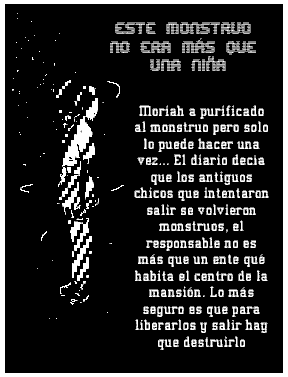 ESTE MONSTRUO
NO ERA MÁS QUE
UNA NIÑA
Moriah a purificado
al monstruo pero solo
lo puede hacer una
vez... El diario decia
que los antiguos
chicos que intentaron
salir se volvieron
monstruos, el
responsable no es
más que un ente qué
habita el centro de la
mansión. Lo más
seguro es que para
liberarlos y salir hay
que destruirlo